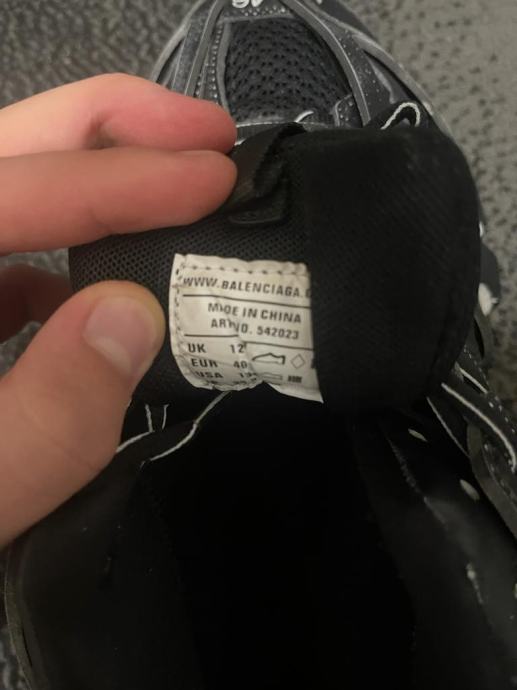 WWW.BALENCIAGA.
MADE IN CHINA
ART NO. 542023
UK 12
EUR 40
USA